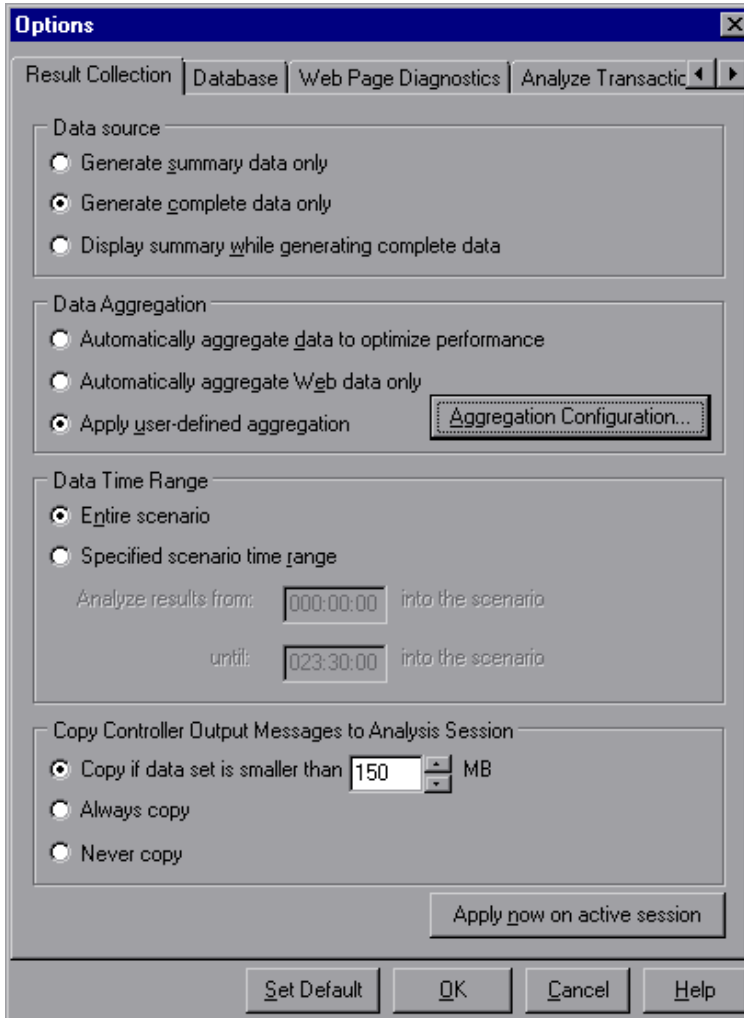 Options
Result Collection Database Web Page Diagnostics Analyze Transactic
Data source
Generate summary data only
Generate complete data only
Display summary while generating complete data
Data Aggregation
Automatically aggregate data to optimize performance
Automatically aggregate Web data only
Apply user-defined aggregation Aggregation Configuration...
Data Time Range
Entire scenario
Specified scenario time range
Analyze results from: 000:00:00 into the scenario
until: 023:30:00 into the scenario
Copy Controller Output Messages to Analysis Session
Copy if data set is smaller than 150 MB
Always copy
Never copy
Apply now on active session
Set Default OK Cancel Help